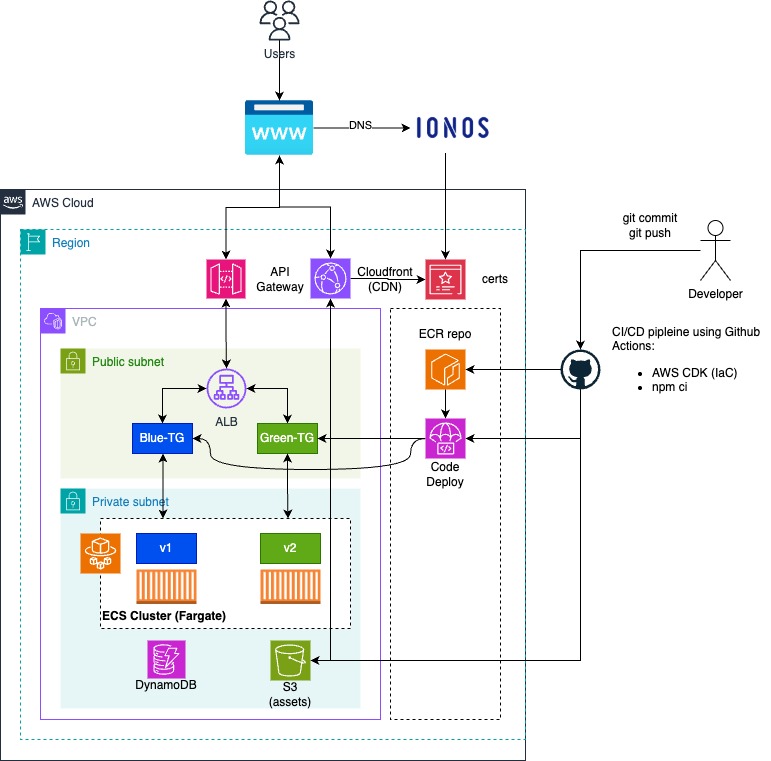 Users
WWW
DNS
IONOS
aws
AWS Cloud
Region
git commit
git push
Developer
API
Gateway
Cloudfront
(CDN)
certs
VPC
ECR repo
CI/CD pipleine using Github
Actions:
• AWS CDK (IaC)
• npm ci
Public subnet
ALB
Blue-TG
Green-TG
Code
Deploy
Private subnet
v1
v2
ECS Cluster (Fargate)
DynamoDB
S3
(assets)